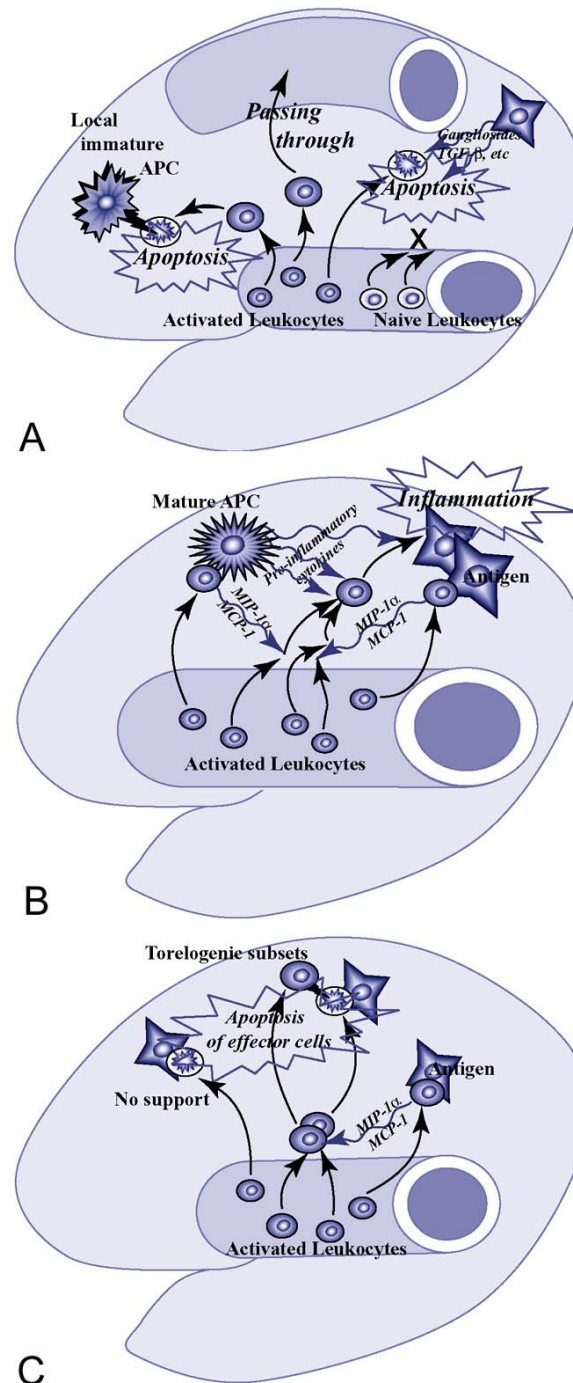 Local
immature
APC
Passing
through
Gangliosides
TGF-β, etc
Apoptosis
Apoptosis
X
Activated Leukocytes
Naive Leukocytes
A
Mature APC
Inflammation
Pro-inflammatory
cytokines
Antigen
MIP-1α
MCP-1
MIP-1α
MCP-1
Activated Leukocytes
B
Torelogenic subsets
Apoptosis
of effector cells
Antigen
No support
MIP-1α
MCP-1
Activated Leukocytes
C